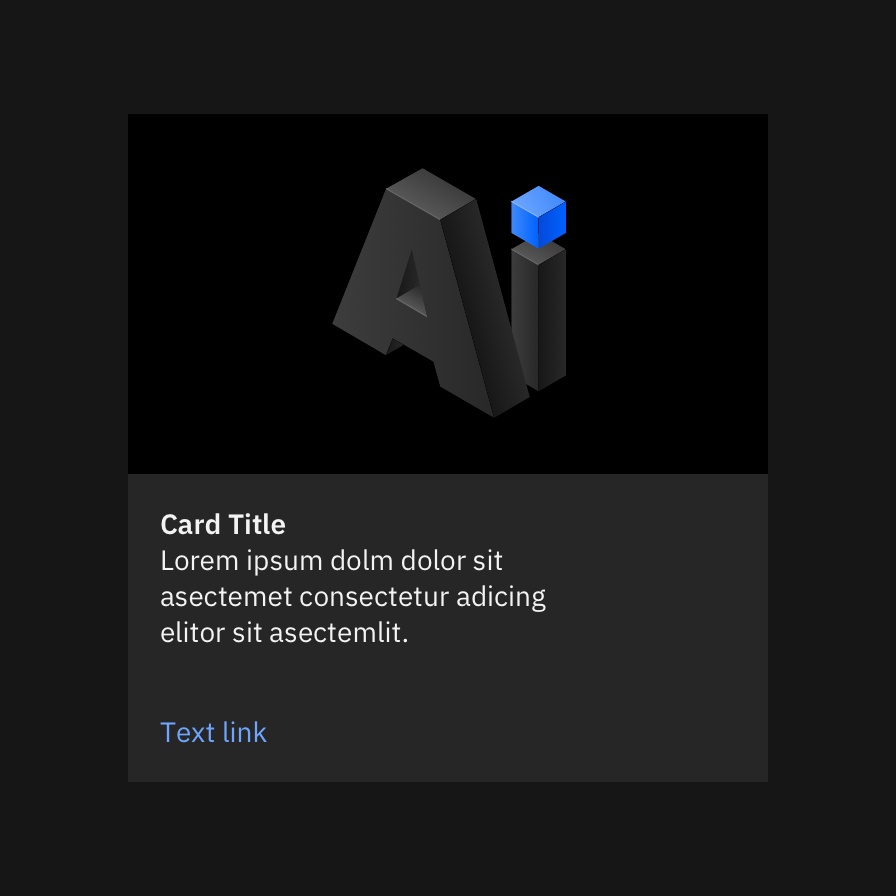 Ai
Card Title
Lorem ipsum dolm dolor sit
asectemet consectetur adicing
elitor sit asectemlit.
Text link